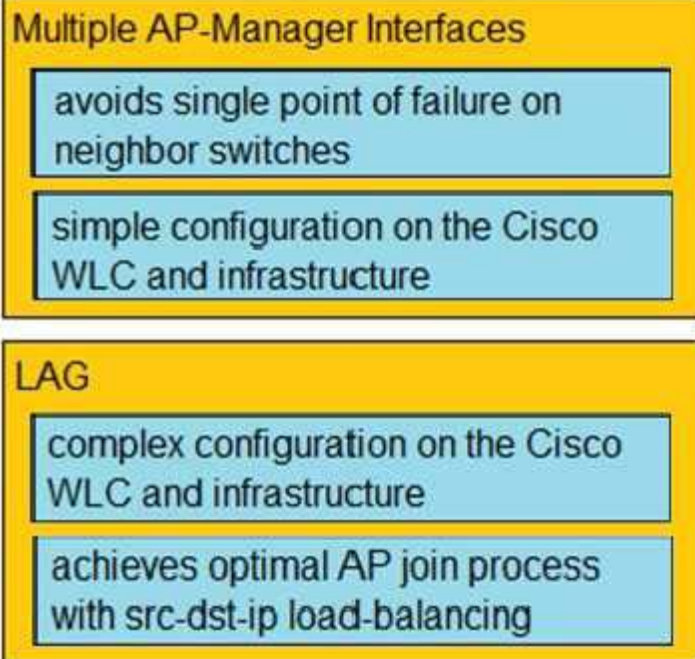 Multiple AP-Manager Interfaces
avoids single point of failure on
neighbor switches
simple configuration on the Cisco
WLC and infrastructure
LAG
complex configuration on the Cisco
WLC and infrastructure
achieves optimal AP join process
with src-dst-ip load-balancing